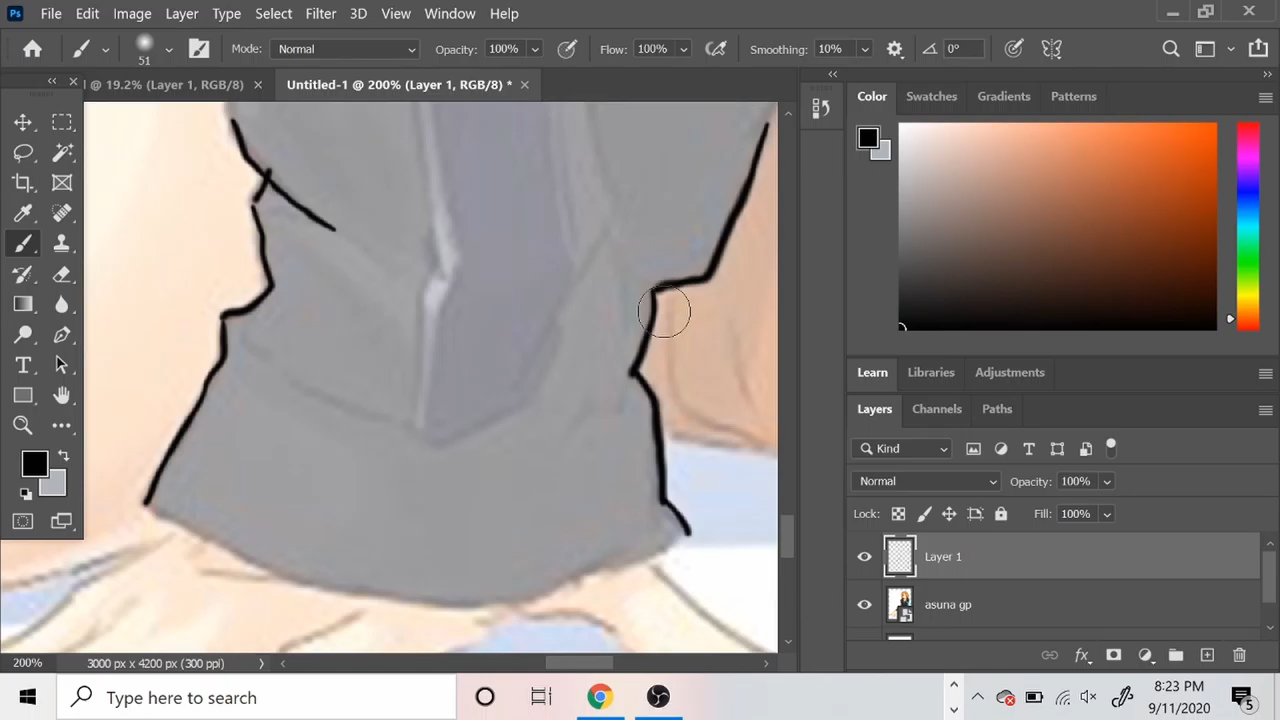 Ps File Edit Image Layer Type Select Filter 3D View Window Help
51 Mode: Normal Opacity: 100% Flow: 100% Smoothing: 10% 0°
l @ 19.2% (Layer 1, RGB/8) × Untitled-1 @ 200% (Layer 1, RGB/8) * ×
Color Swatches Gradients Patterns
Learn Libraries Adjustments
Layers Channels Paths
Kind
Normal Opacity: 100%
Lock: Fill: 100%
Layer 1
asuna gp
200% 3000 px x 4200 px (300 ppi)
Type here to search
8:23 PM
9/11/2020
5